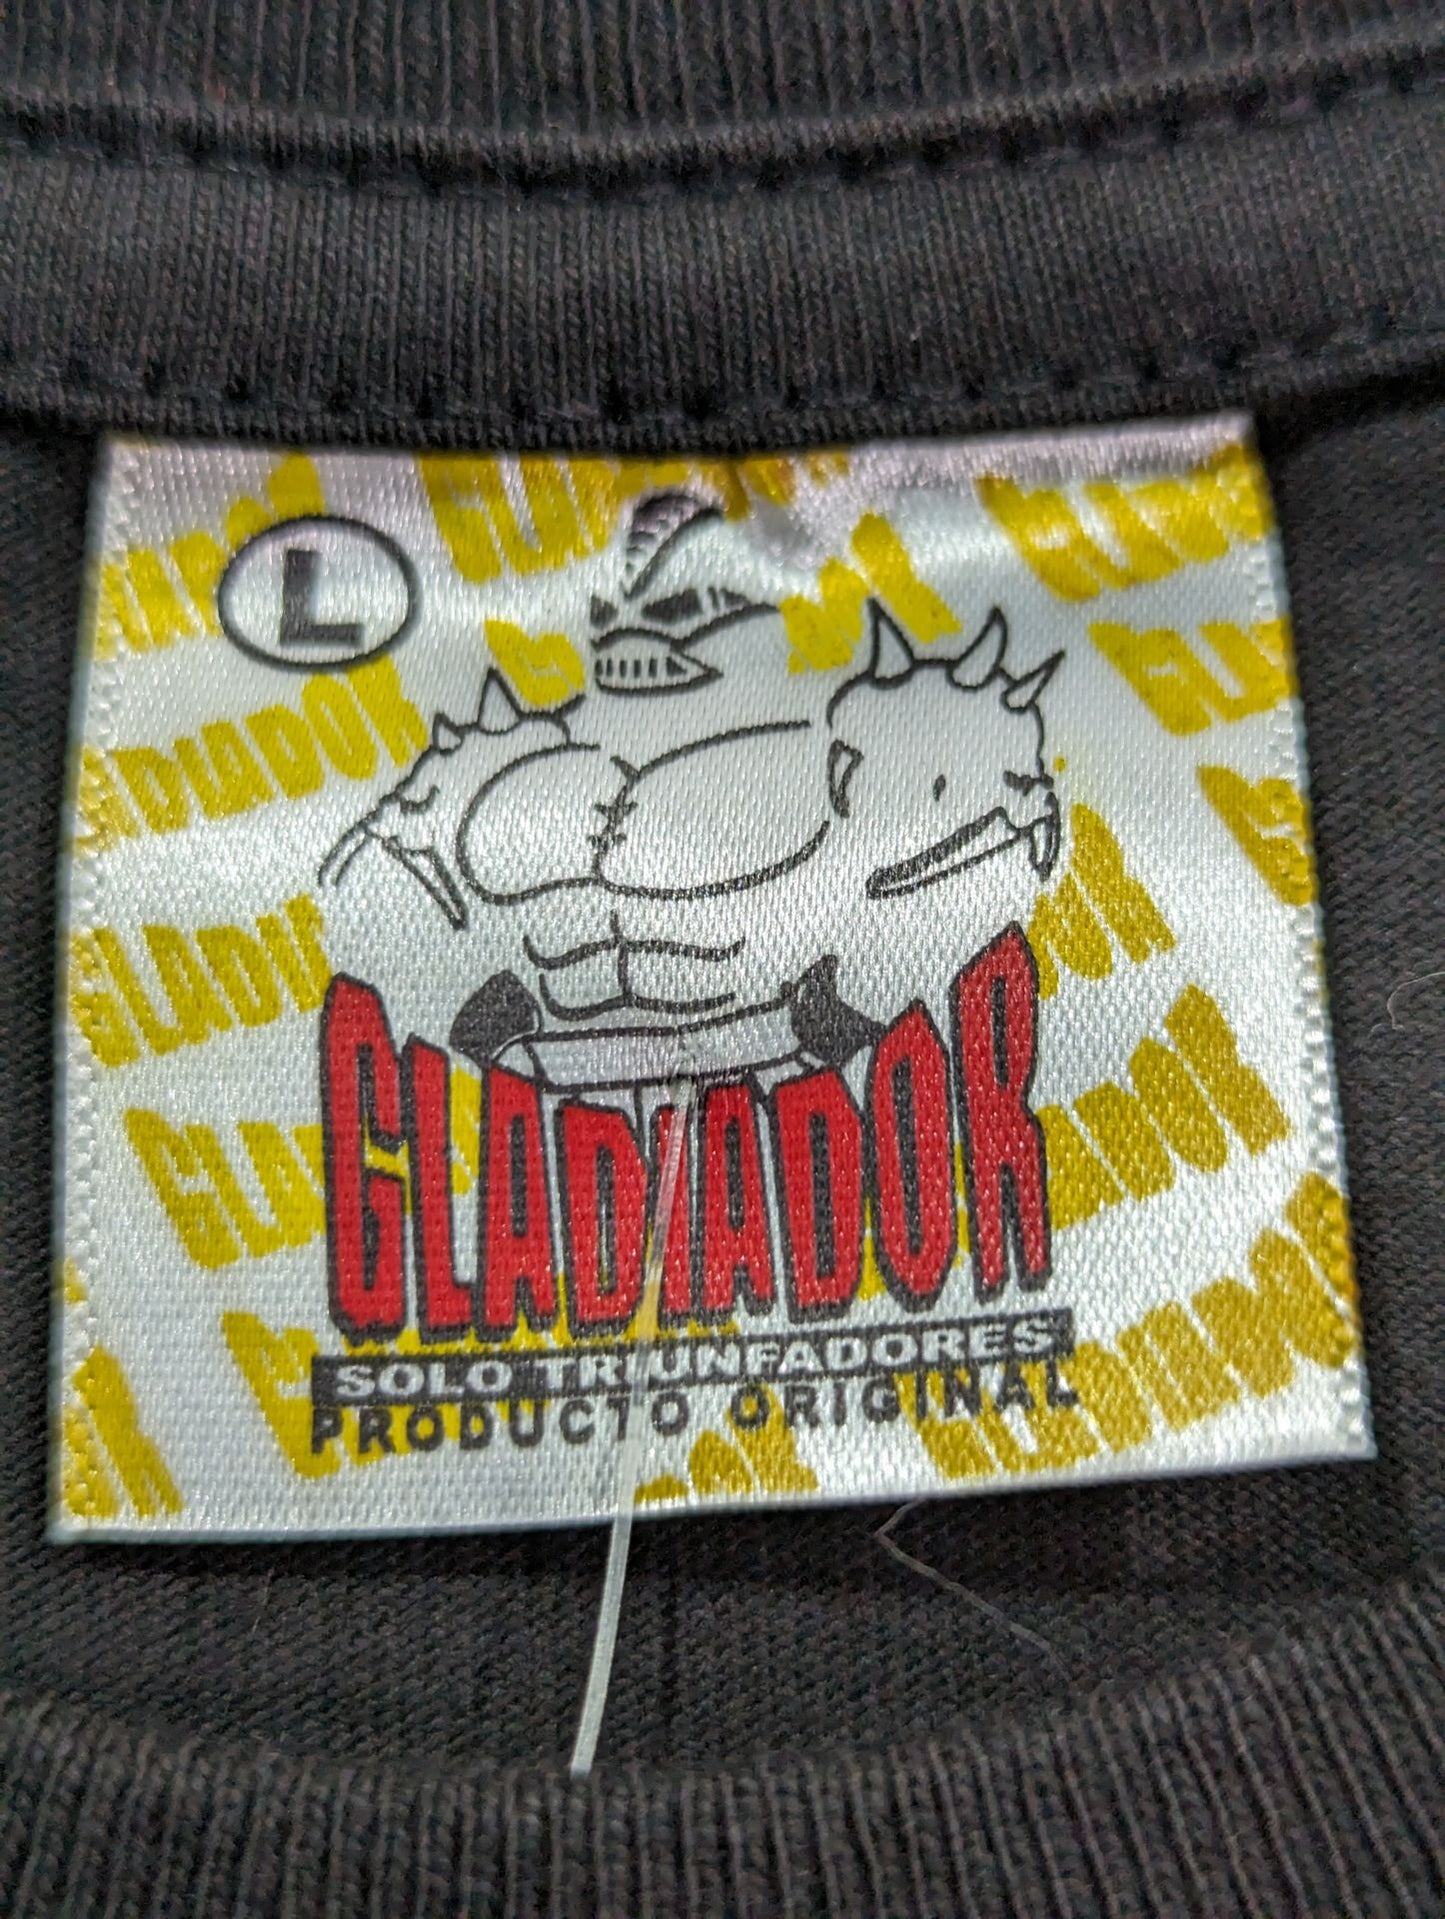 L
GLADIADOR
SOLO TRIUNFADORES
PRODUCTO ORIGINAL